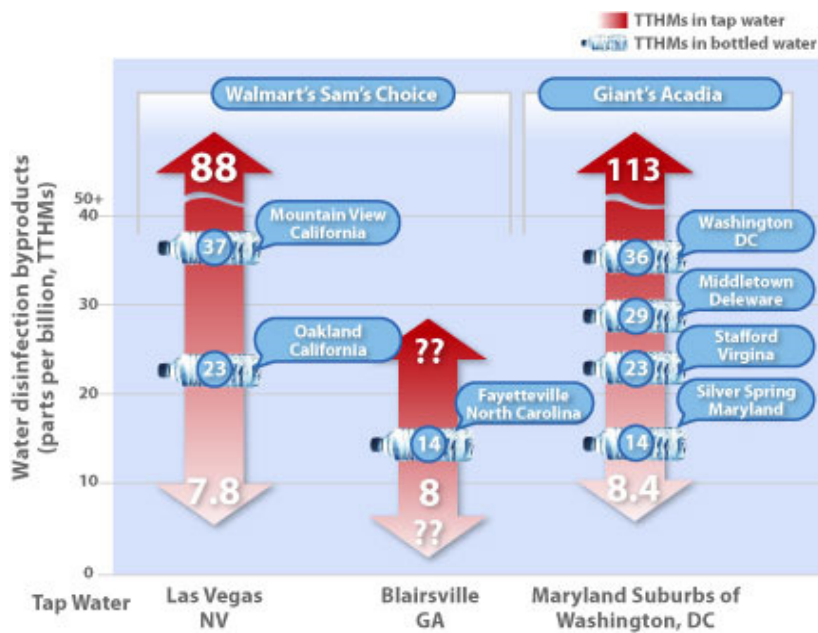 TTHMs in tap water
TTHMs in bottled water
Walmart's Sam's Choice
Giant's Acadia
Water disinfection byproducts
(parts per billion, TTHMs)
50+
40
30
20
10
0
88
Mountain View
California
37
Oakland
California
23
7.8
??
Fayetteville
North Carolina
14
8
??
113
Washington
DC
36
Middletown
Deleware
29
Stafford
Virgina
23
Silver Spring
Maryland
14
8.4
Tap Water
Las Vegas
NV
Blairsville
GA
Maryland Suburbs of
Washington, DC